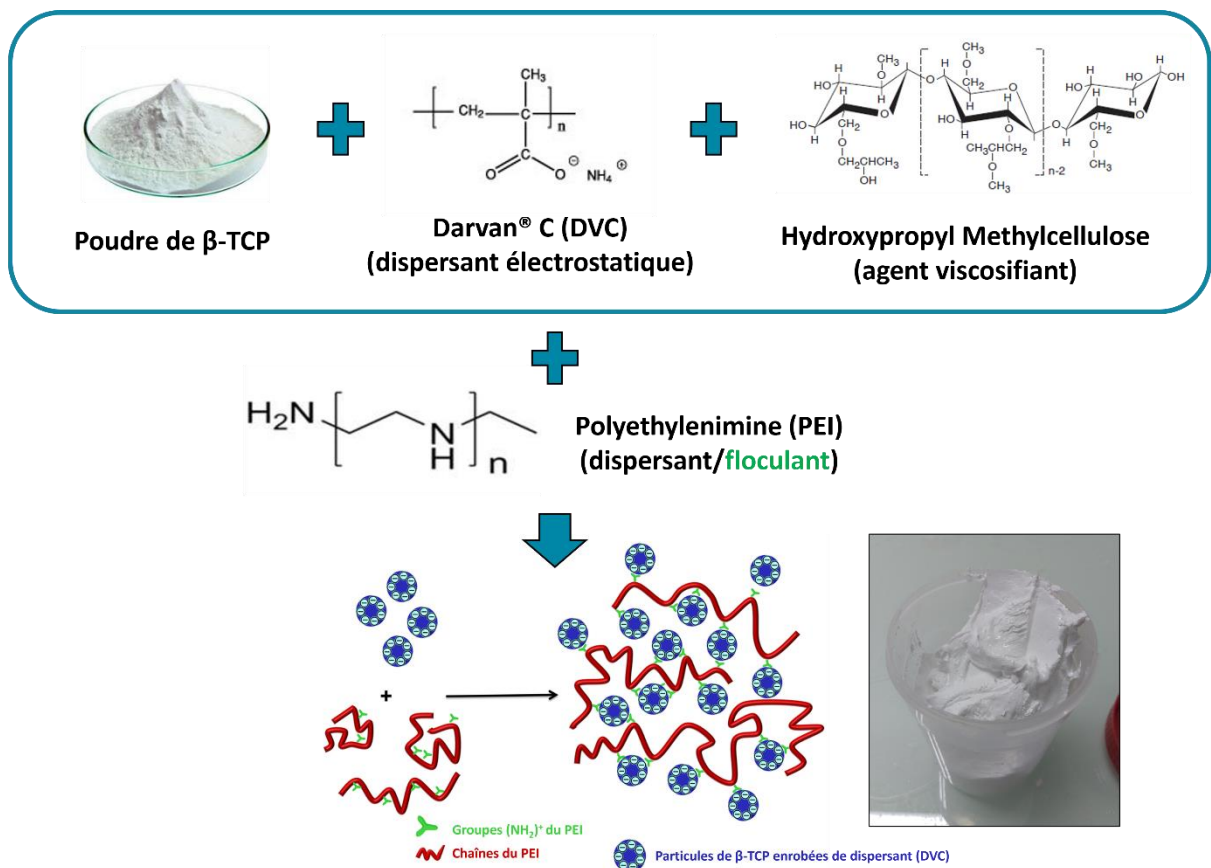 Poudre de β-TCP
CH₂
CH₃
C
n
O
O
⊖
NH₄
⊕
Darvan® C (DVC)
(dispersant électrostatique)
Hydroxypropyl Methylcellulose
(agent viscosifiant)
H₂N
N
H
n
Polyethylenimine (PEI)
(dispersant/floculant)
+
Groupes (NH₂)⁺ du PEI
Chaînes du PEI
Particules de β-TCP enrobées de dispersant (DVC)